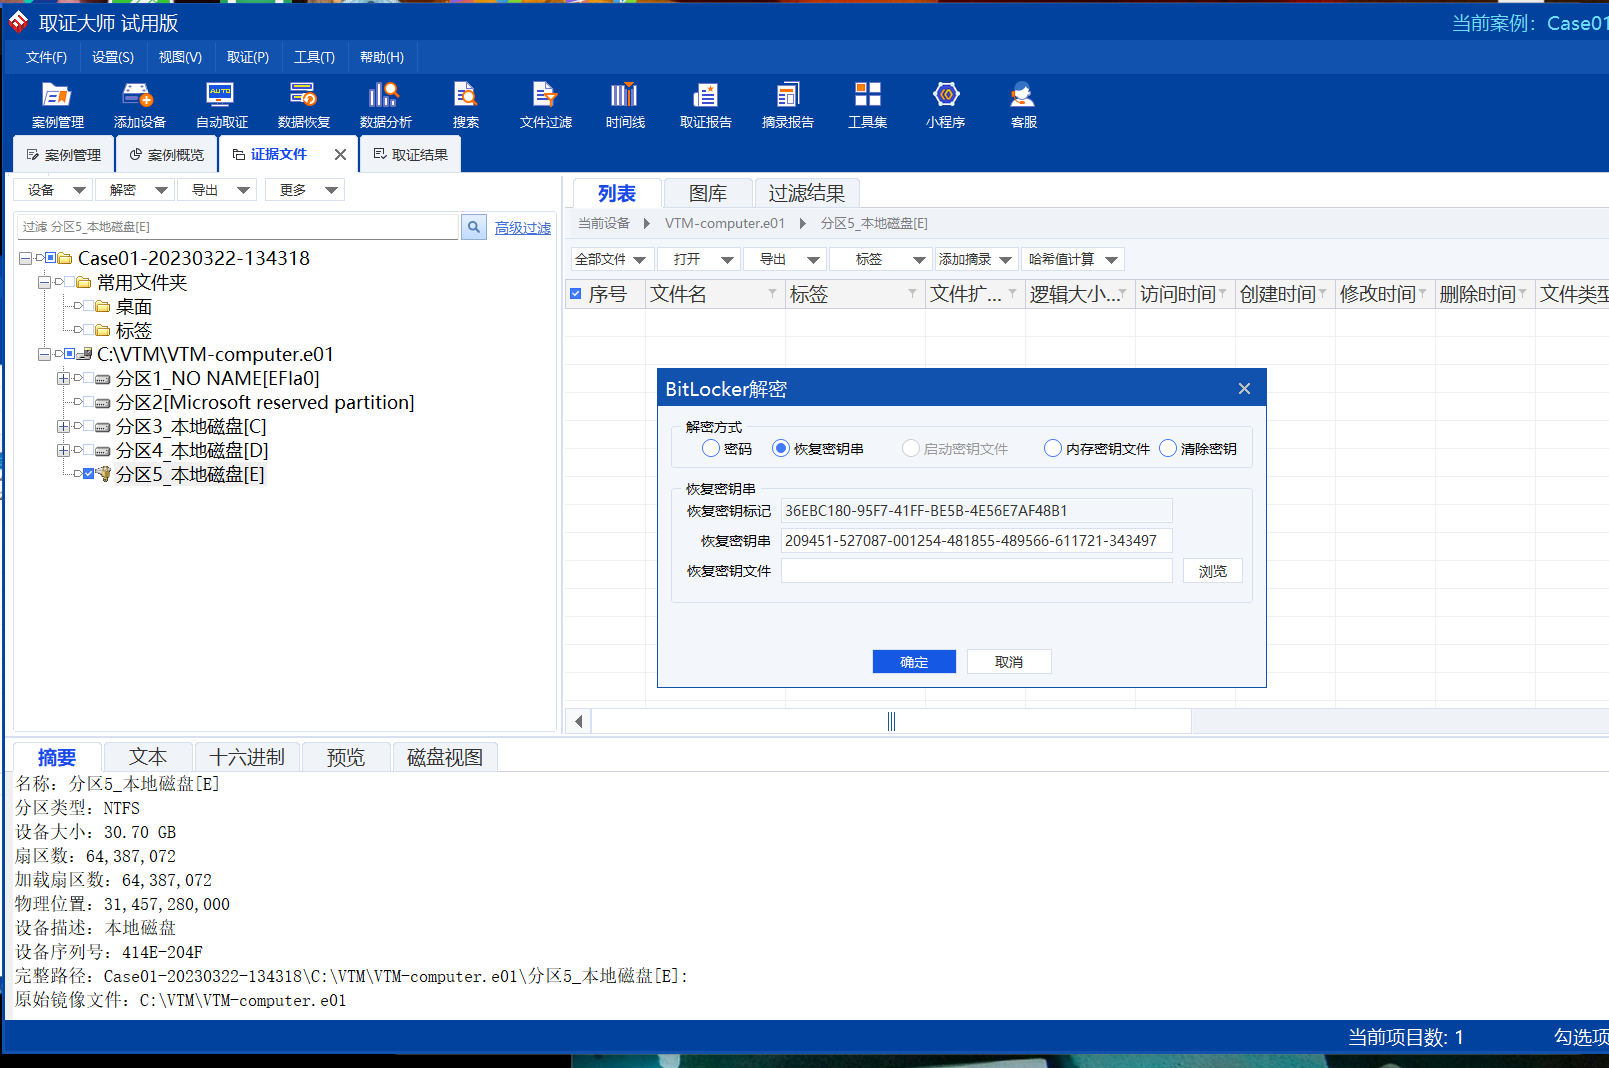 取证大师 试用版
当前案例：Case01
文件(F) 设置(S) 视图(V) 取证(P) 工具(T) 帮助(H)
AUTO
案例管理 添加设备 自动取证 数据恢复 数据分析 搜索 文件过滤 时间线 取证报告 摘录报告 工具集 小程序 客服
案例管理 案例概览 证据文件 取证结果
设备 解密 导出 更多
过滤 分区5_本地磁盘[E] 高级过滤
Case01-20230322-134318
常用文件夹
桌面
标签
C:\VTM\VTM-computer.e01
分区1_NO NAME[EFIa0]
分区2[Microsoft reserved partition]
分区3_本地磁盘[C]
分区4_本地磁盘[D]
分区5_本地磁盘[E]
列表 图库 过滤结果
当前设备 VTM-computer.e01 分区5_本地磁盘[E]
全部文件 打开 导出 标签 添加摘录 哈希值计算
序号 文件名 标签 文件扩... 逻辑大小... 访问时间 创建时间 修改时间 删除时间 文件类型
BitLocker解密
解密方式
密码 恢复密钥串 启动密钥文件 内存密钥文件 清除密钥
恢复密钥串
恢复密钥标记 36EBC180-95F7-41FF-BE5B-4E56E7AF48B1
恢复密钥串 209451-527087-001254-481855-489566-611721-343497
恢复密钥文件 浏览
确定 取消
摘要 文本 十六进制 预览 磁盘视图
名称：分区5_本地磁盘[E]
分区类型：NTFS
设备大小：30.70 GB
扇区数：64,387,072
加载扇区数：64,387,072
物理位置：31,457,280,000
设备描述：本地磁盘
设备序列号：414E-204F
完整路径：Case01-20230322-134318\C:\VTM\VTM-computer.e01\分区5_本地磁盘[E]:
原始镜像文件：C:\VTM\VTM-computer.e01
当前项目数: 1 勾选项